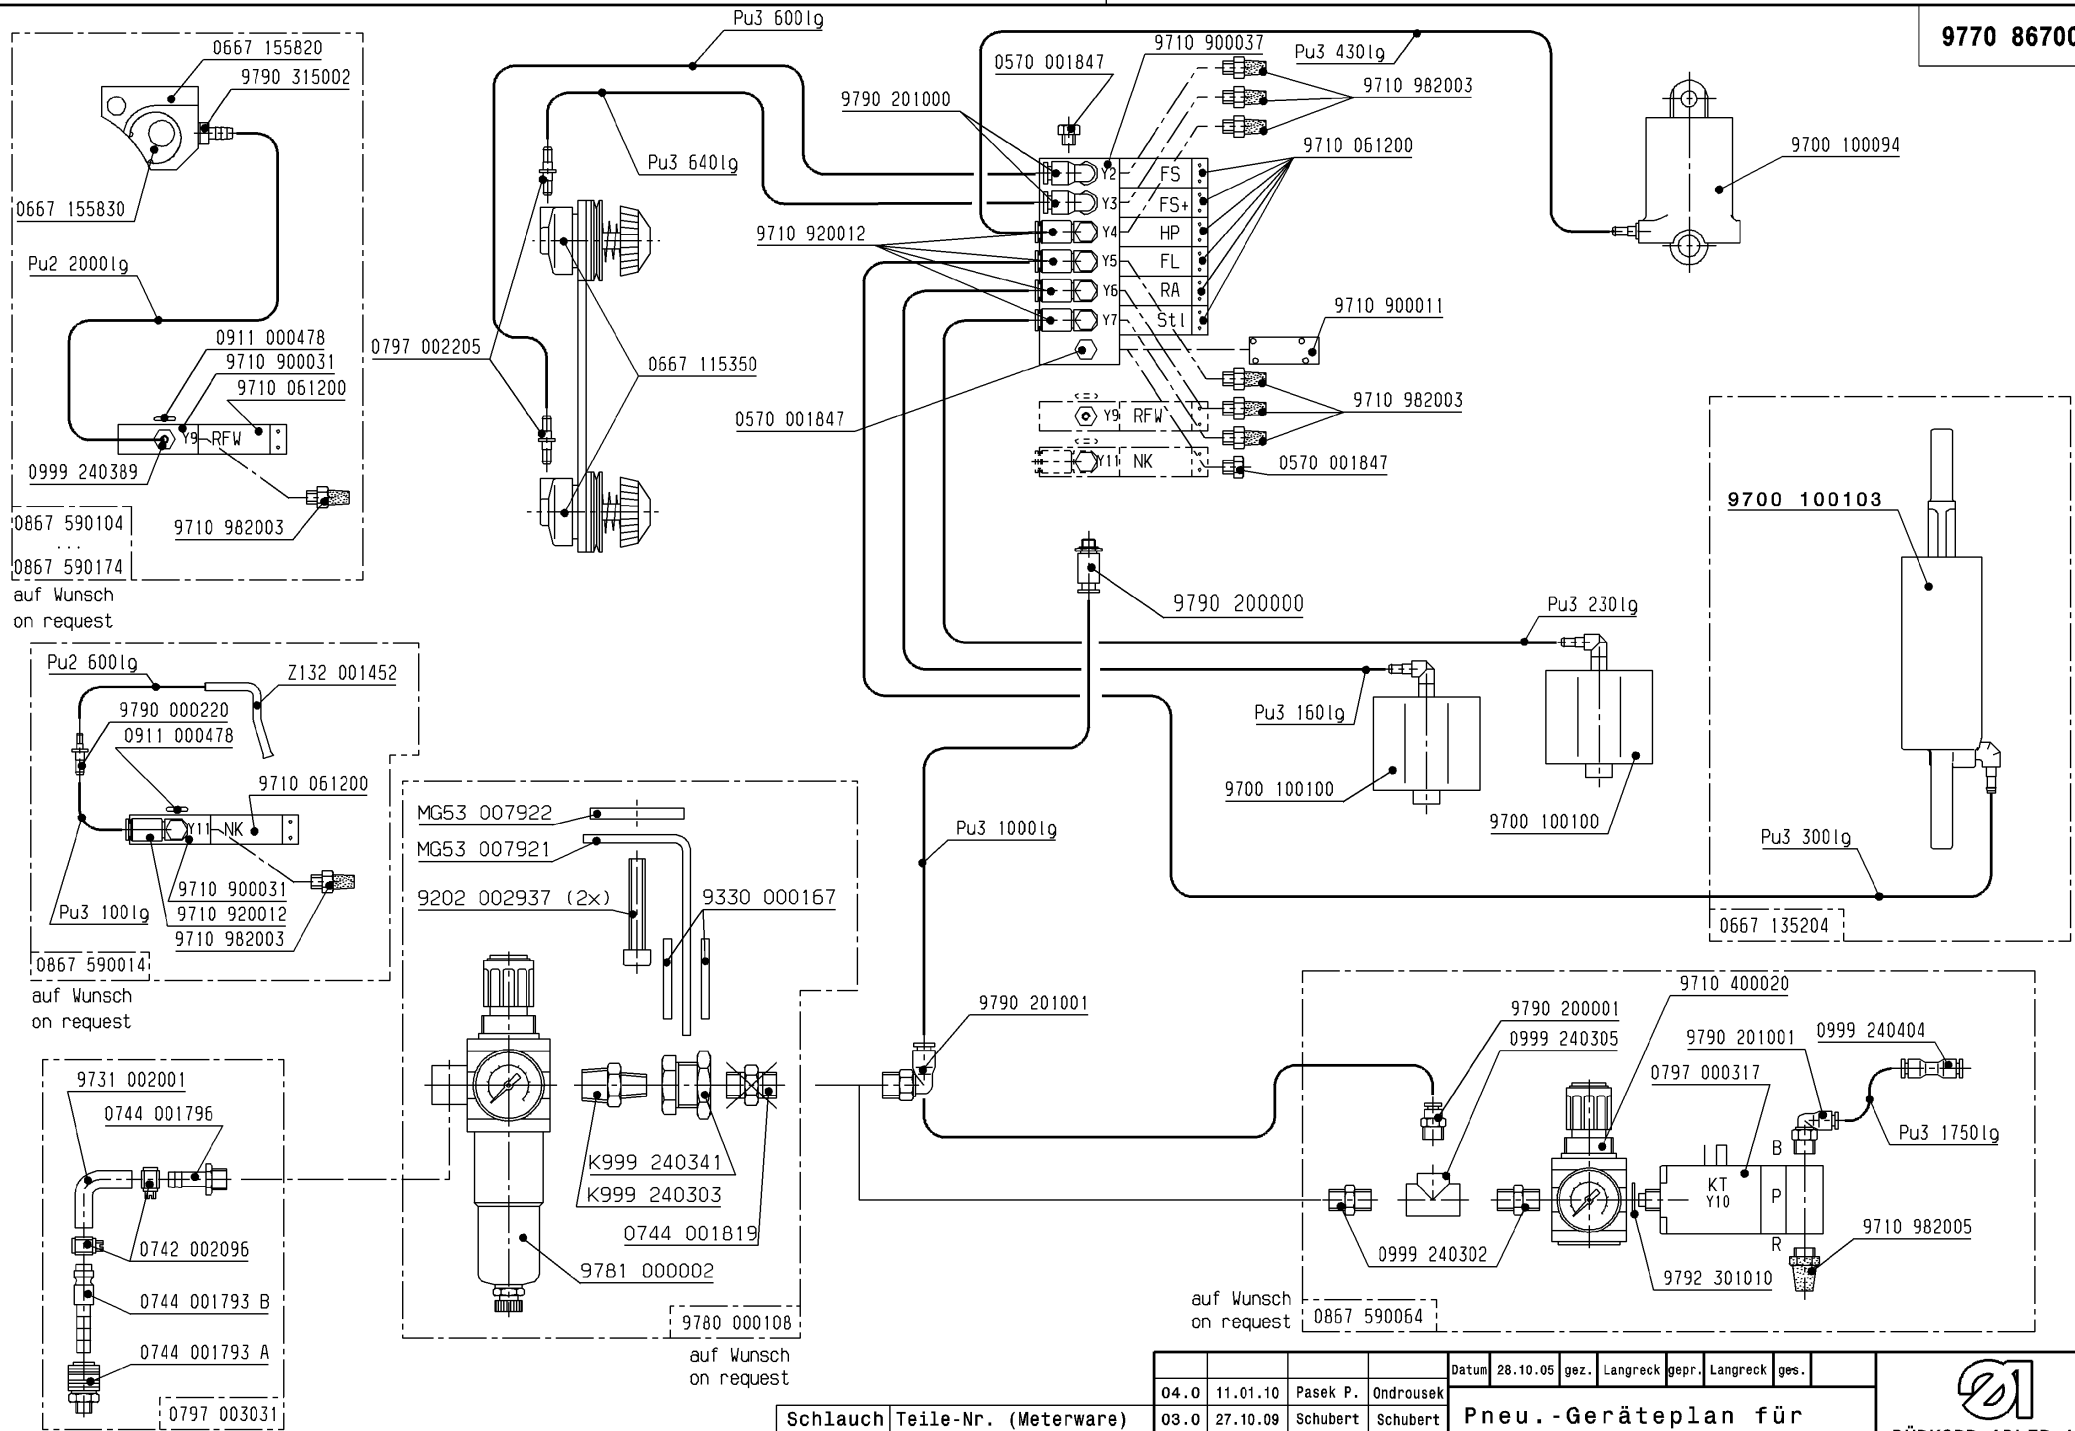 9770 86700
0667 155820
9790 315002
0667 155830
Pu2 2000lg
0911 000478
9710 900031
9710 061200
Y9
RFW
0999 240389
9710 982003
0867 590104
...
0867 590174
auf Wunsch
on request
Pu3 600lg
Pu3 640lg
0797 002205
0667 115350
9790 201000
0570 001847
9710 900037
Pu3 430lg
9710 982003
9710 061200
9700 100094
9710 920012
Y2 FS
Y3 FS+
Y4 HP
Y5 FL
Y6 RA
Y7 Stl
9710 900011
0570 001847
Y9 RFW
Y11 NK
9710 982003
0570 001847
9790 200000
Pu3 230lg
Pu3 160lg
9700 100100
9700 100100
9700 100103
Pu3 300lg
0667 135204
Pu2 600lg
Z132 001452
9790 000220
0911 000478
9710 061200
Y11 NK
Pu3 100lg
9710 900031
9710 920012
9710 982003
0867 590014
auf Wunsch
on request
MG53 007922
MG53 007921
9202 002937 (2x)
9330 000167
K999 240341
K999 240303
0744 001819
9781 000002
9780 000108
auf Wunsch
on request
Pu3 1000lg
9790 201001
9731 002001
0744 001796
0742 002096
0744 001793 B
0744 001793 A
0797 003031
9710 400020
9790 200001
0999 240305
9790 201001
0999 240404
0797 000317
Pu3 1750lg
B
KT
Y10
P
R
0999 240302
9710 982005
9792 301010
0867 590064
auf Wunsch
on request
Datum 28.10.05 gez. Langreck gepr. Langreck ges.
04.0 11.01.10 Pasek P. Ondrousek
03.0 27.10.09 Schubert Schubert
Schlauch Teile-Nr. (Meterware)
Pneu.-Geräteplan für